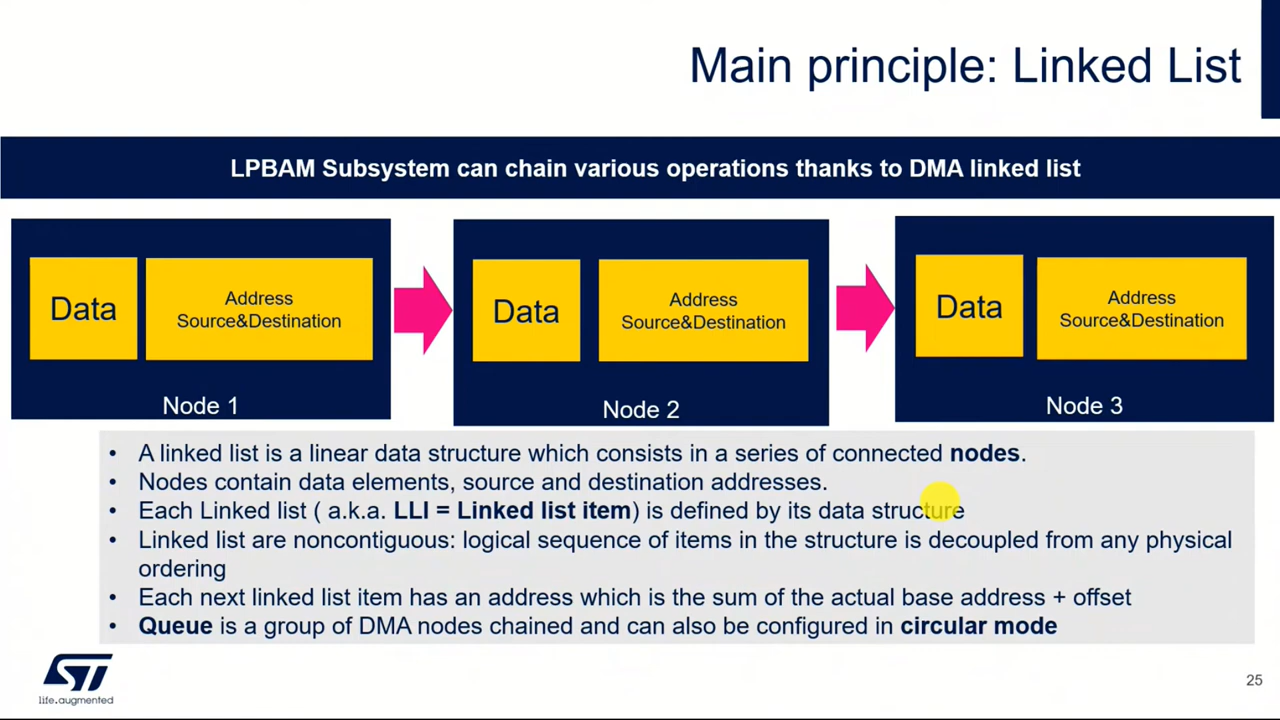 Main principle: Linked List
LPBAM Subsystem can chain various operations thanks to DMA linked list
Data
Address
Source&Destination
Node 1
Data
Address
Source&Destination
Node 2
Data
Address
Source&Destination
Node 3
• A linked list is a linear data structure which consists in a series of connected nodes.
• Nodes contain data elements, source and destination addresses.
• Each Linked list ( a.k.a. LLI = Linked list item) is defined by its data structure
• Linked list are noncontiguous: logical sequence of items in the structure is decoupled from any physical
ordering
• Each next linked list item has an address which is the sum of the actual base address + offset
• Queue is a group of DMA nodes chained and can also be configured in circular mode
ST
life.augmented
25